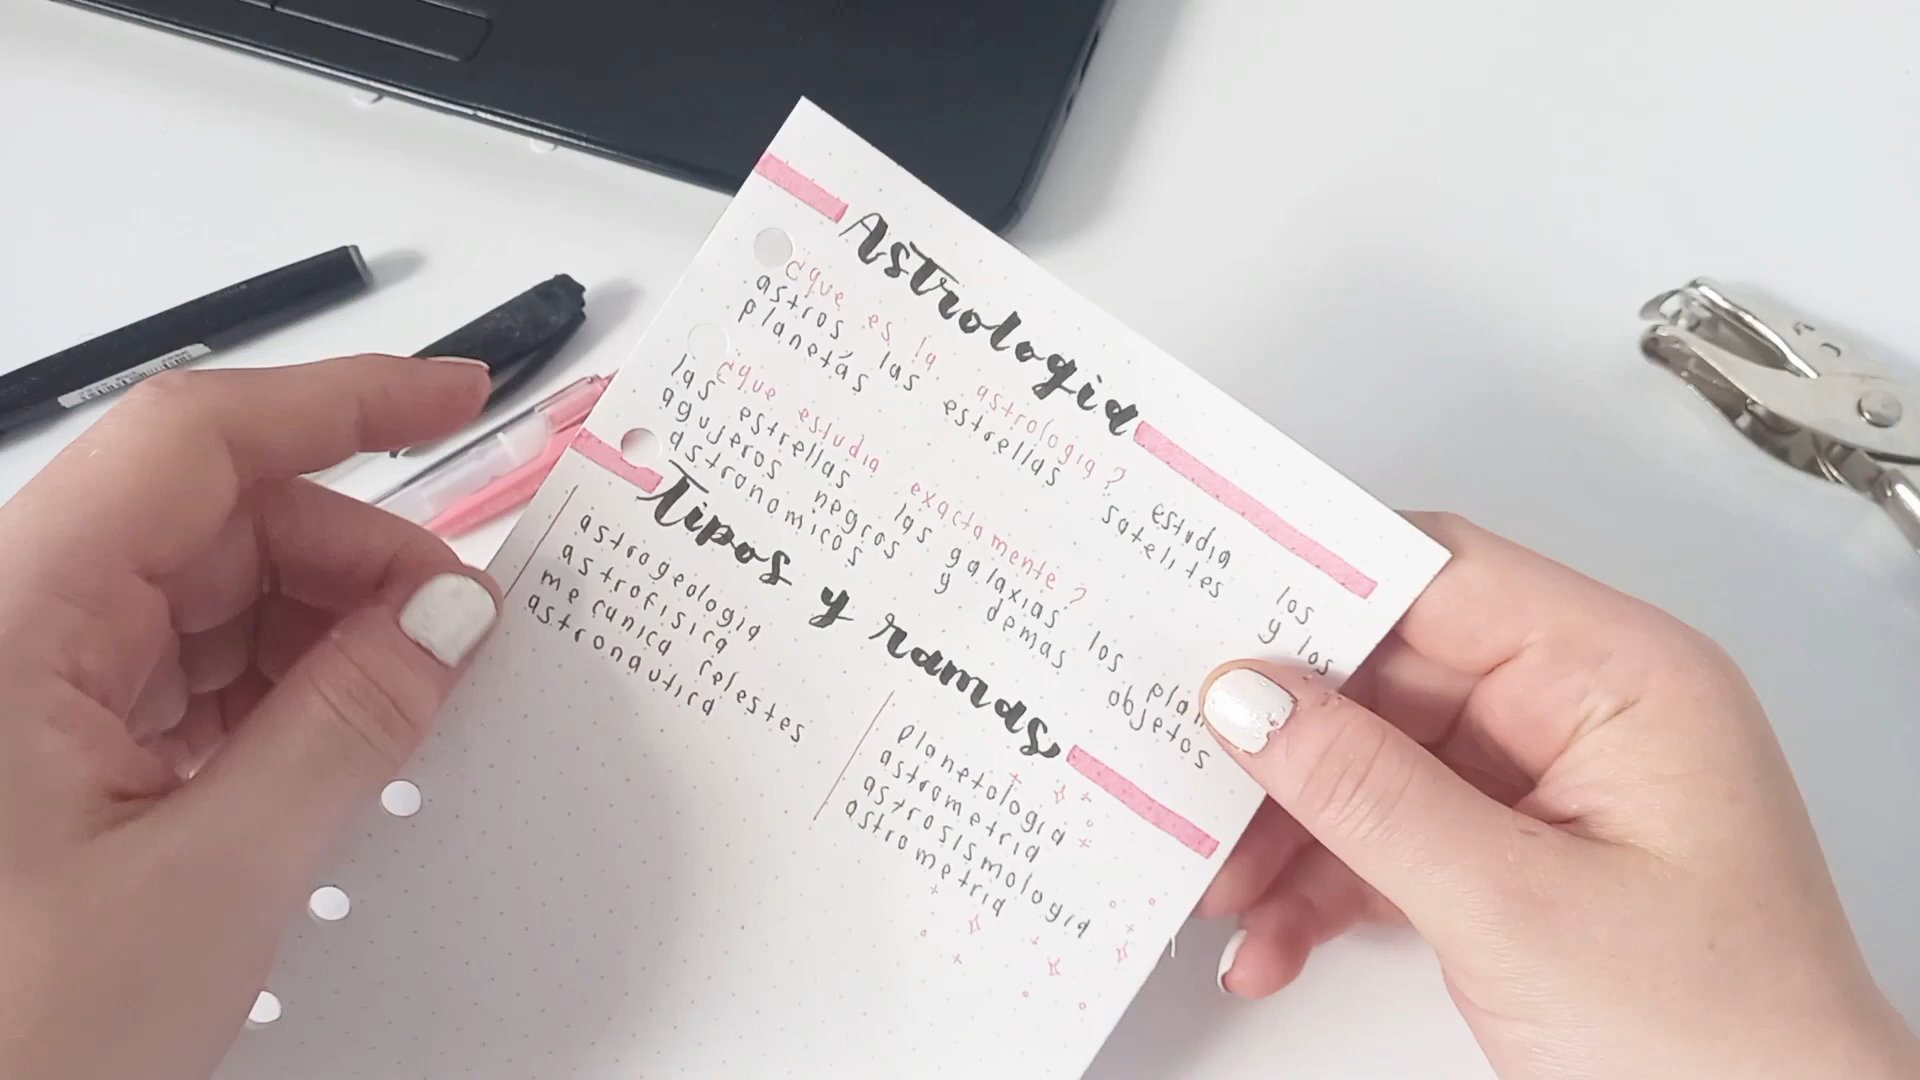 Astrologia
¿que es la astrologia? estudia los
astros las estrellas satelites y los
planetas
¿que estudia exactamente?
las estrellas las galaxias los plan
agujeros negros y demas objetos
astronomicos
Tipos y ramas
astrogeologia
astrofisica
mecanica celestes
astronautica
planetologia
astrometria
astrosismologia
astrometria